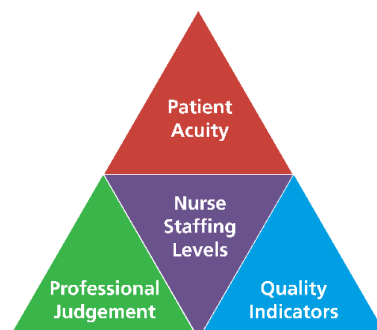 Patient
Acuity
Nurse
Staffing
Levels
Professional
Judgement
Quality
Indicators